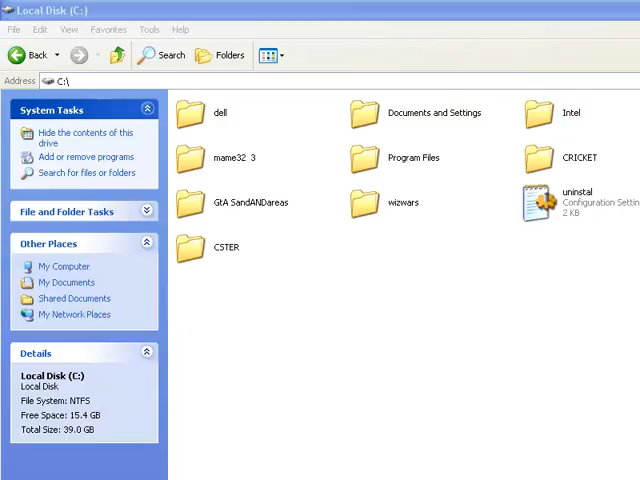 Local Disk (C:)
File Edit View Favorites Tools Help
Back Search Folders
Address C:\
System Tasks
Hide the contents of this
drive
Add or remove programs
Search for files or folders
File and Folder Tasks
Other Places
My Computer
My Documents
Shared Documents
My Network Places
Details
Local Disk (C:)
Local Disk
File System: NTFS
Free Space: 15.4 GB
Total Size: 39.0 GB
dell
Documents and Settings
Intel
mame32 3
Program Files
CRICKET
GtA SandANDareas
wizwars
uninstal
Configuration Settin
2 KB
CSTER